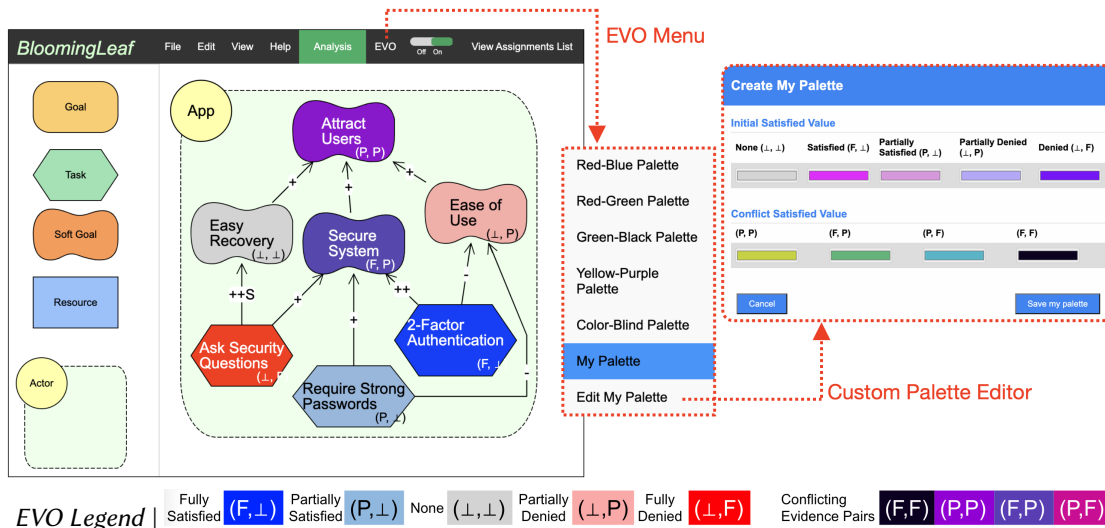 BloomingLeaf
File Edit View Help Analysis EVO Off On View Assignments List
EVO Menu
Goal
Task
Soft Goal
Resource
Actor
App
Attract
Users
(P, P)
+
+
+
Easy
Recovery
(⊥, ⊥)
Secure
System
(F, P)
Ease of
Use
(⊥, P)
++S
+
+
++
-
-
Ask Security
Questions
(⊥,
2-Factor
Authentication
(F, ⊥)
Require Strong
Passwords
(P, ⊥)
Red-Blue Palette
Red-Green Palette
Green-Black Palette
Yellow-Purple
Palette
Color-Blind Palette
My Palette
Edit My Palette
Create My Palette
Initial Satisfied Value
None (⊥, ⊥) Satisfied (F, ⊥) Partially Satisfied (P, ⊥) Partially Denied (⊥, P) Denied (⊥, F)
Conflict Satisfied Value
(P, P) (F, P) (P, F) (F, F)
Cancel Save my palette
Custom Palette Editor
EVO Legend | Fully Satisfied (F,⊥) Partially Satisfied (P,⊥) None (⊥,⊥) Partially Denied (⊥,P) Fully Denied (⊥,F) Conflicting Evidence Pairs (F,F) (P,P) (F,P) (P,F)